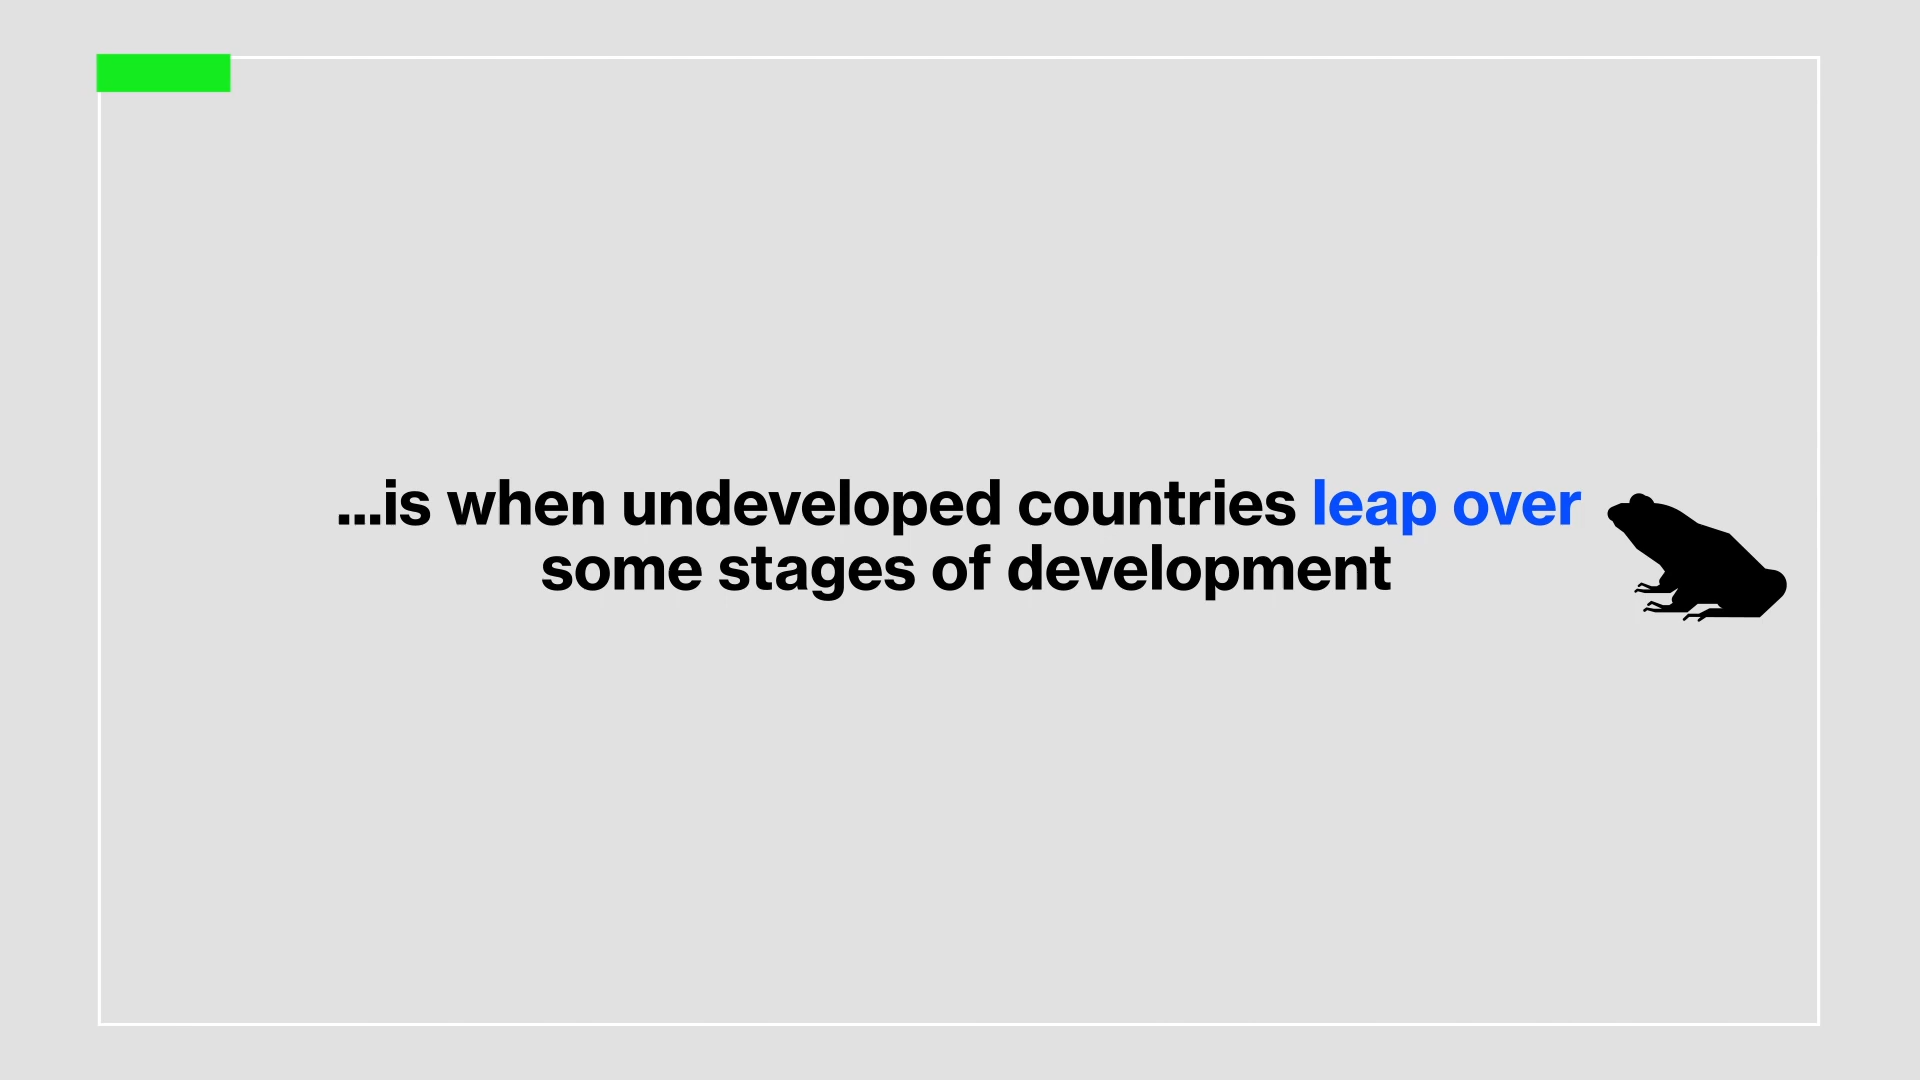 ...is when undeveloped countries leap over
some stages of development